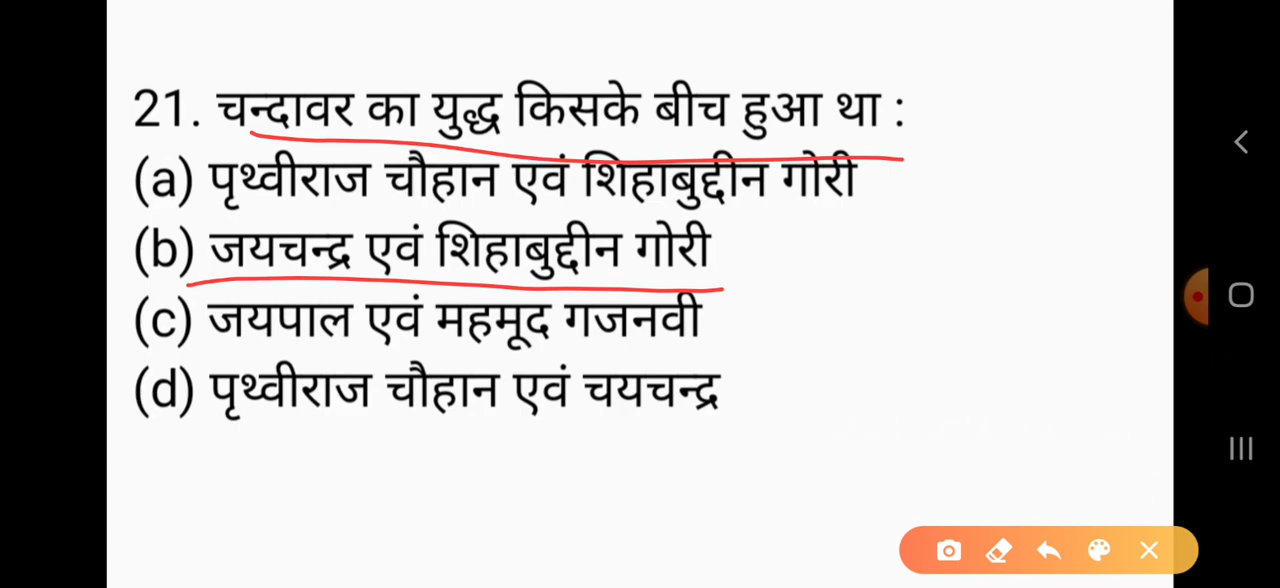 21. चन्दावर का युद्ध किसके बीच हुआ था :
(a) पृथ्वीराज चौहान एवं शिहाबुद्दीन गोरी
(b) जयचन्द्र एवं शिहाबुद्दीन गोरी
(c) जयपाल एवं महमूद गजनवी
(d) पृथ्वीराज चौहान एवं चयचन्द्र